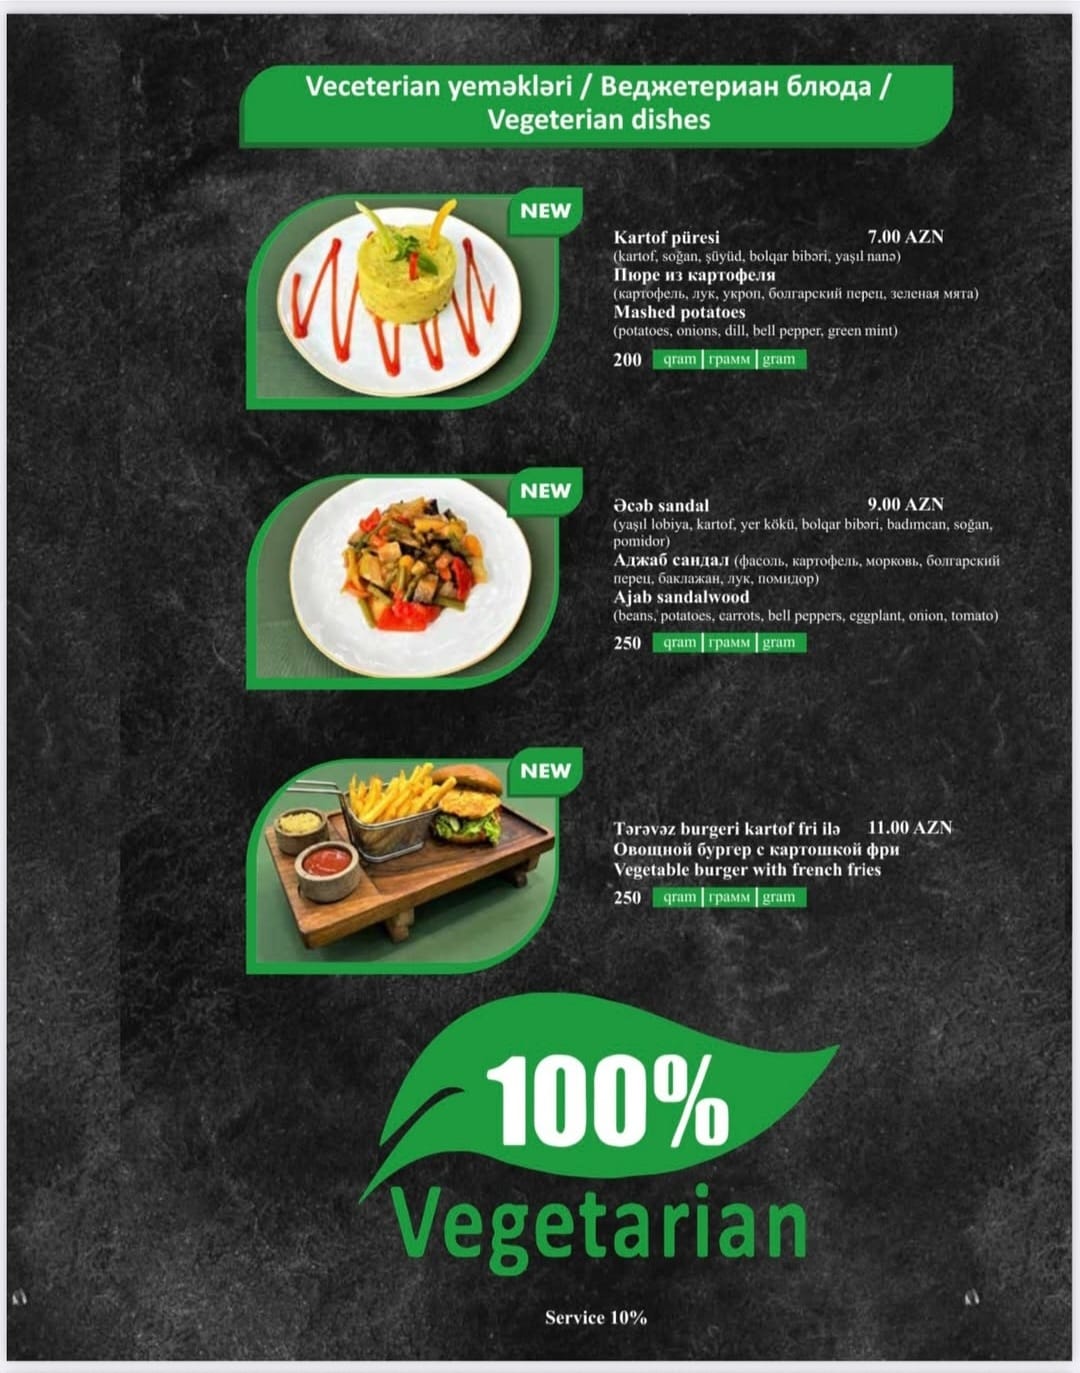 Veceterian yeməkləri / Веджетериан блюда /
Vegeterian dishes
NEW
Kartof püresi 7.00 AZN
(kartof, soğan, şüyüd, bolqar bibəri, yaşıl nanə)
Пюре из картофеля
(картофель, лук, укроп, болгарский перец, зеленая мята)
Mashed potatoes
(potatoes, onions, dill, bell pepper, green mint)
200 qram | грамм | gram
NEW
Əcəb sandal 9.00 AZN
(yaşıl lobiya, kartof, yer kökü, bolqar bibəri, badımcan, soğan,
pomidor)
Аджаб сандал (фасоль, картофель, морковь, болгарский
перец, баклажан, лук, помидор)
Ajab sandalwood
(beans, potatoes, carrots, bell peppers, eggplant, onion, tomato)
250 qram | грамм | gram
NEW
Tərəvəz burgeri kartof fri ilə 11.00 AZN
Овощной бургер с картошкой фри
Vegetable burger with french fries
250 qram | грамм | gram
100%
Vegetarian
Service 10%